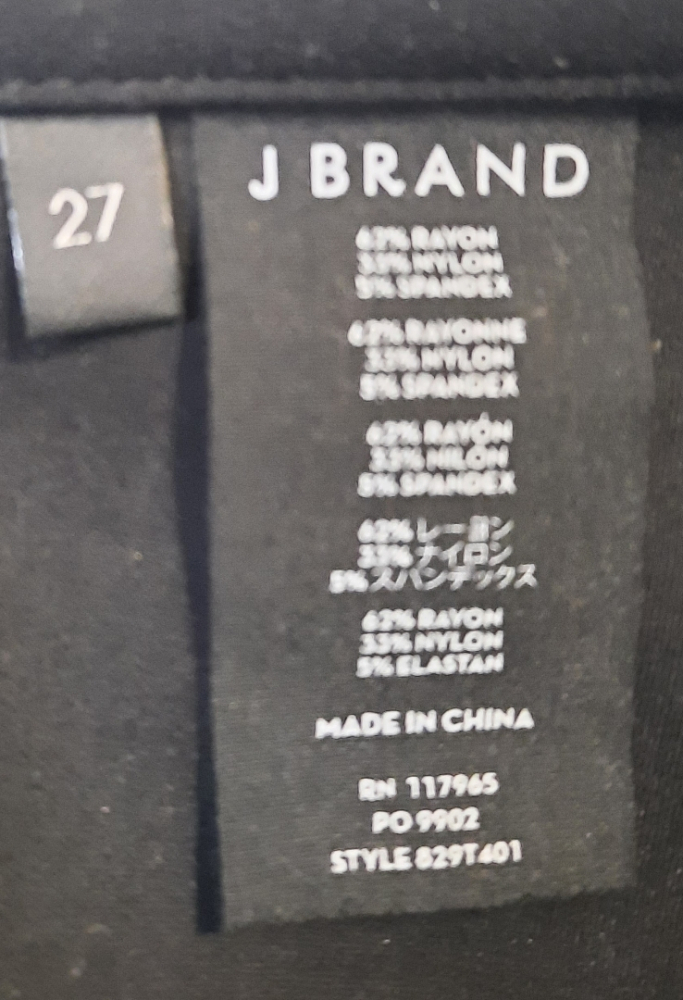 27
J BRAND
62% RAYON
33% NYLON
5% SPANDEX
62% RAYONNE
33% NYLON
5% SPANDEX
62% RAYÓN
33% NILÓN
5% SPANDEX
62% レーヨン
33% ナイロン
5% スパンデックス
62% RAYON
33% NYLON
5% ELASTAN
MADE IN CHINA
RN 117965
PO 9902
STYLE 829T401